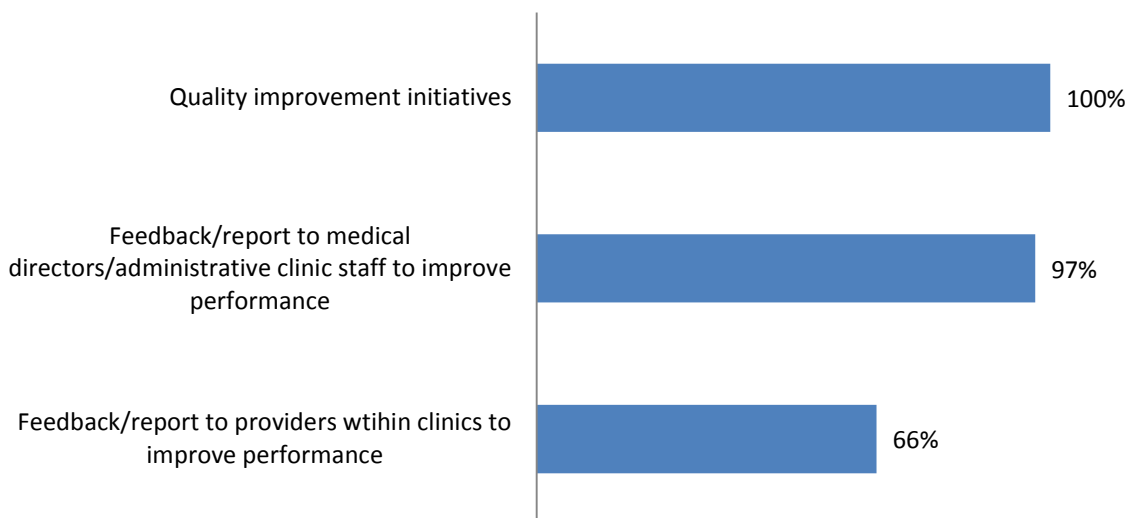 Quality improvement initiatives
100%
Feedback/report to medical
directors/administrative clinic staff to improve
performance
97%
Feedback/report to providers wtihin clinics to
improve performance
66%